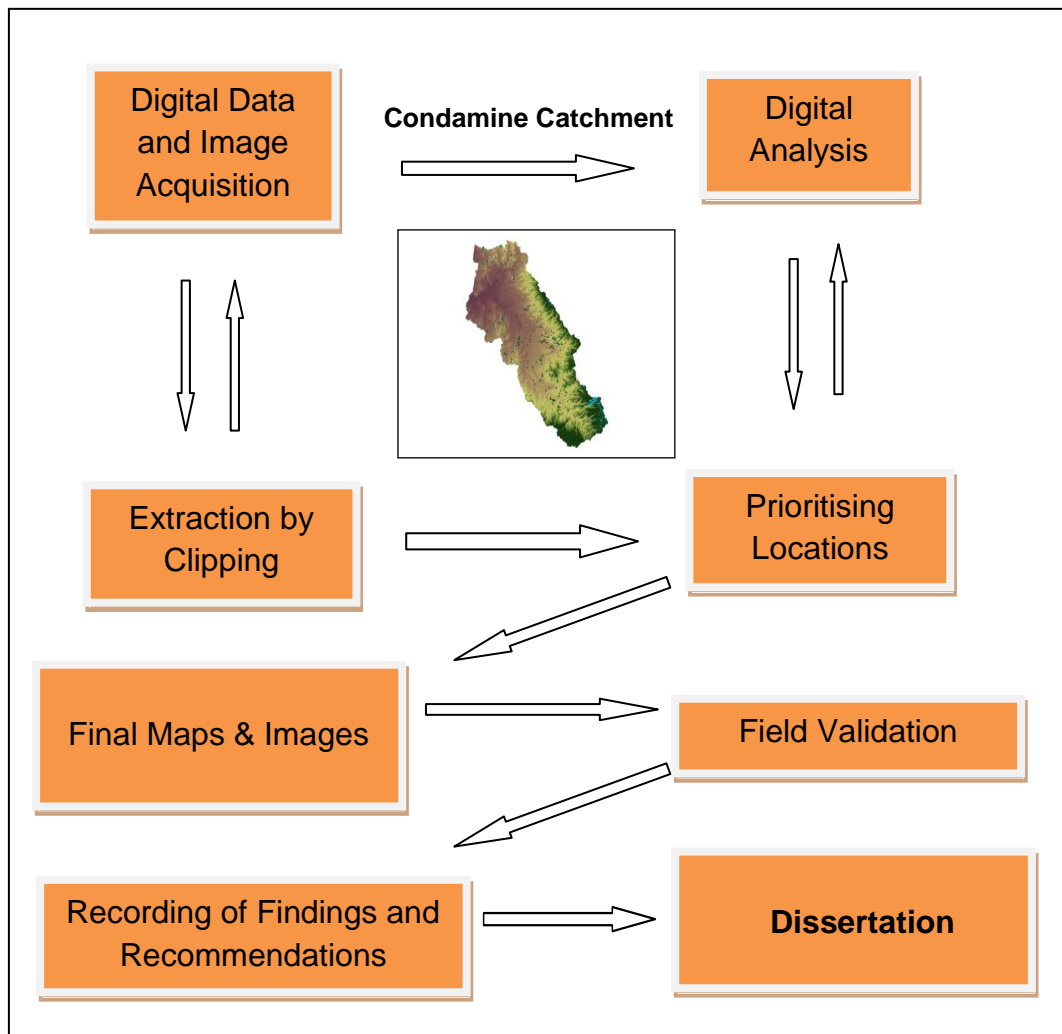 Digital Data
and Image
Acquisition
Condamine Catchment
Digital
Analysis
Extraction by
Clipping
Prioritising
Locations
Final Maps & Images
Field Validation
Recording of Findings and
Recommendations
Dissertation